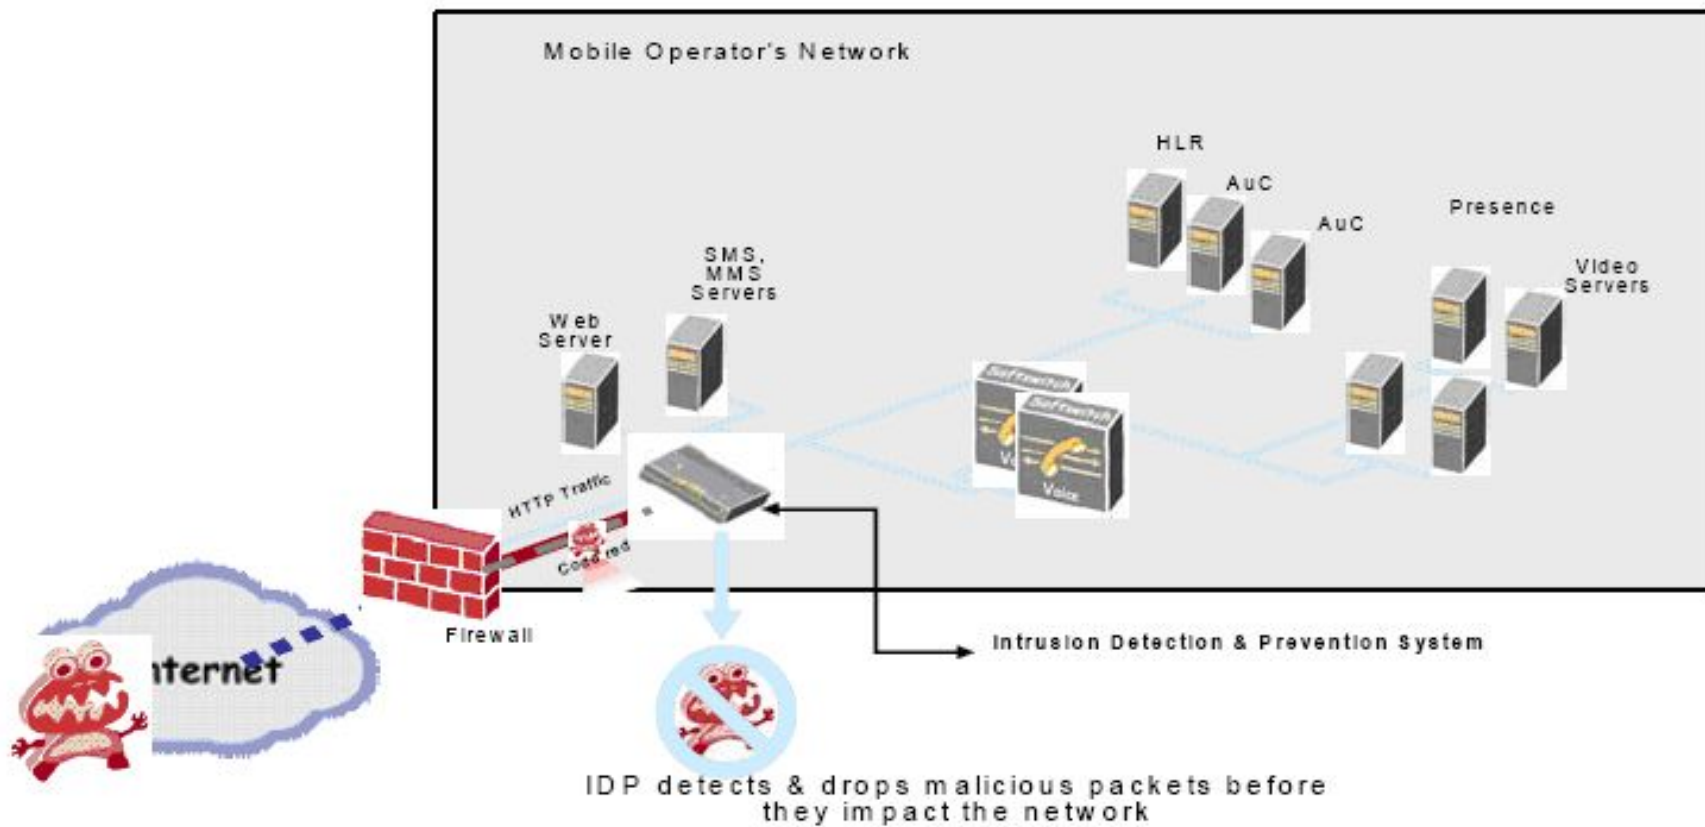 Mobile Operator's Network
HLR
AuC
AuC
Presence
Video
Servers
SMS,
MMS
Servers
Web
Server
Softswitch
Softswitch
Voice
HTTp Traffic
Code red
Firewall
Internet
Intrusion Detection & Prevention System
IDP detects & drops malicious packets before
they impact the network